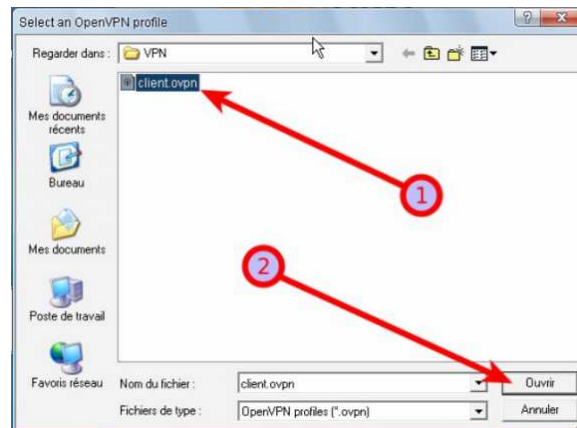 Select an OpenVPN profile
Regarder dans : VPN
client.ovpn
Mes documents
récents
Bureau
Mes documents
Poste de travail
Favoris réseau
1
2
Nom du fichier : client.ovpn Ouvrir
Fichiers de type : OpenVPN profiles (*.ovpn) Annuler